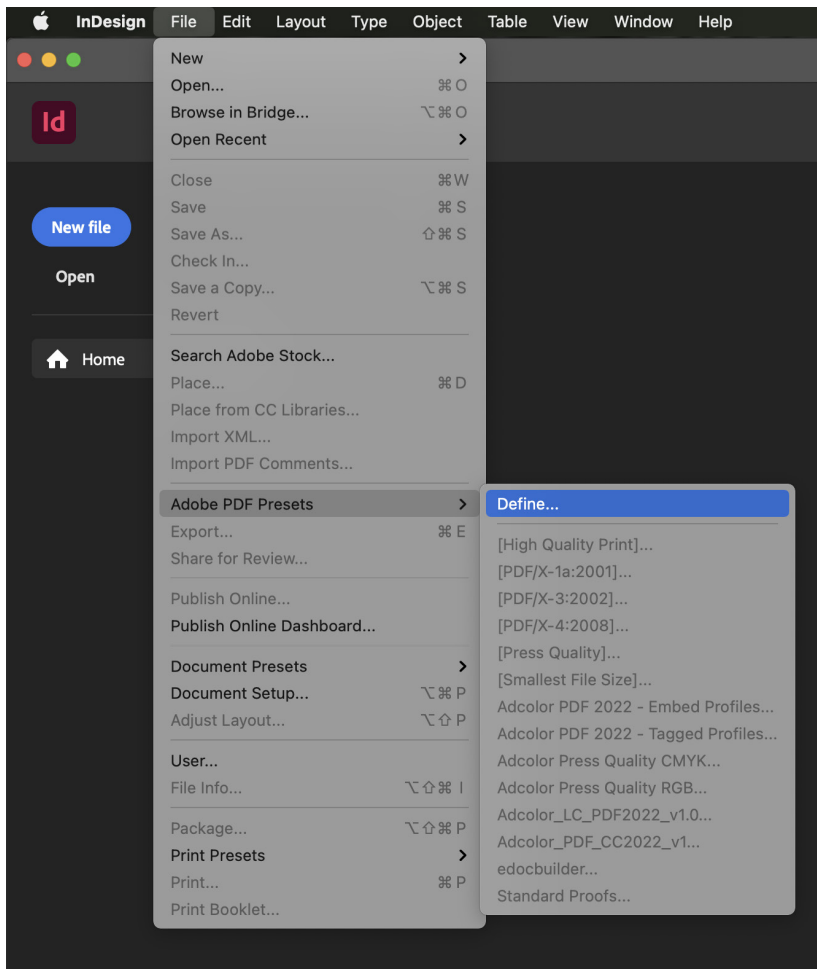 InDesign File Edit Layout Type Object Table View Window Help
Id
New file
Open
Home
New
Open... ⌘ O
Browse in Bridge... ⌥⌘ O
Open Recent
Close ⌘W
Save ⌘ S
Save As... ⇧⌘ S
Check In...
Save a Copy... ⌥⌘ S
Revert
Search Adobe Stock...
Place... ⌘ D
Place from CC Libraries...
Import XML...
Import PDF Comments...
Adobe PDF Presets
Export... ⌘ E
Share for Review...
Publish Online...
Publish Online Dashboard...
Document Presets
Document Setup... ⌥⌘ P
Adjust Layout... ⌥⇧ P
User...
File Info... ⌥⇧⌘ I
Package... ⌥⇧⌘ P
Print Presets
Print... ⌘ P
Print Booklet...
Define...
[High Quality Print]...
[PDF/X-1a:2001]...
[PDF/X-3:2002]...
[PDF/X-4:2008]...
[Press Quality]...
[Smallest File Size]...
Adcolor PDF 2022 - Embed Profiles...
Adcolor PDF 2022 - Tagged Profiles...
Adcolor Press Quality CMYK...
Adcolor Press Quality RGB...
Adcolor_LC_PDF2022_v1.0...
Adcolor_PDF_CC2022_v1...
edocbuilder...
Standard Proofs...